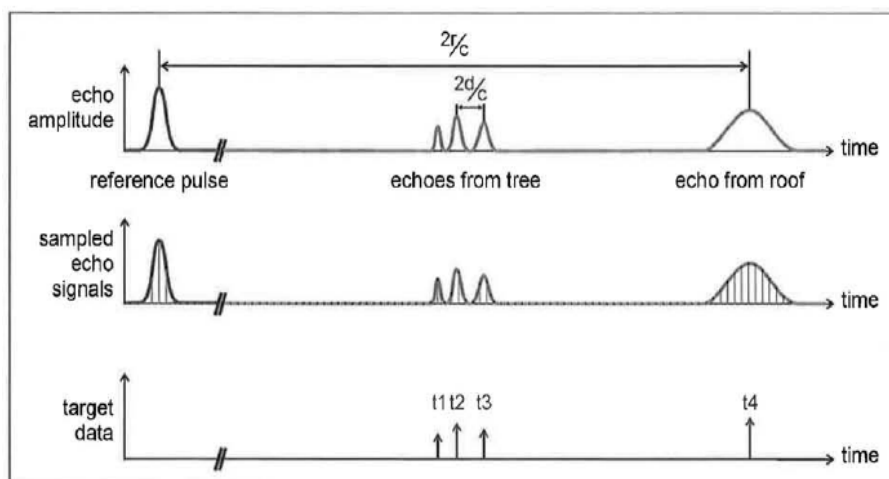 2r/c
echo
amplitude
2d/c
time
reference pulse
echoes from tree
echo from roof
sampled
echo
signals
time
target
data
t1 t2 t3 t4
time